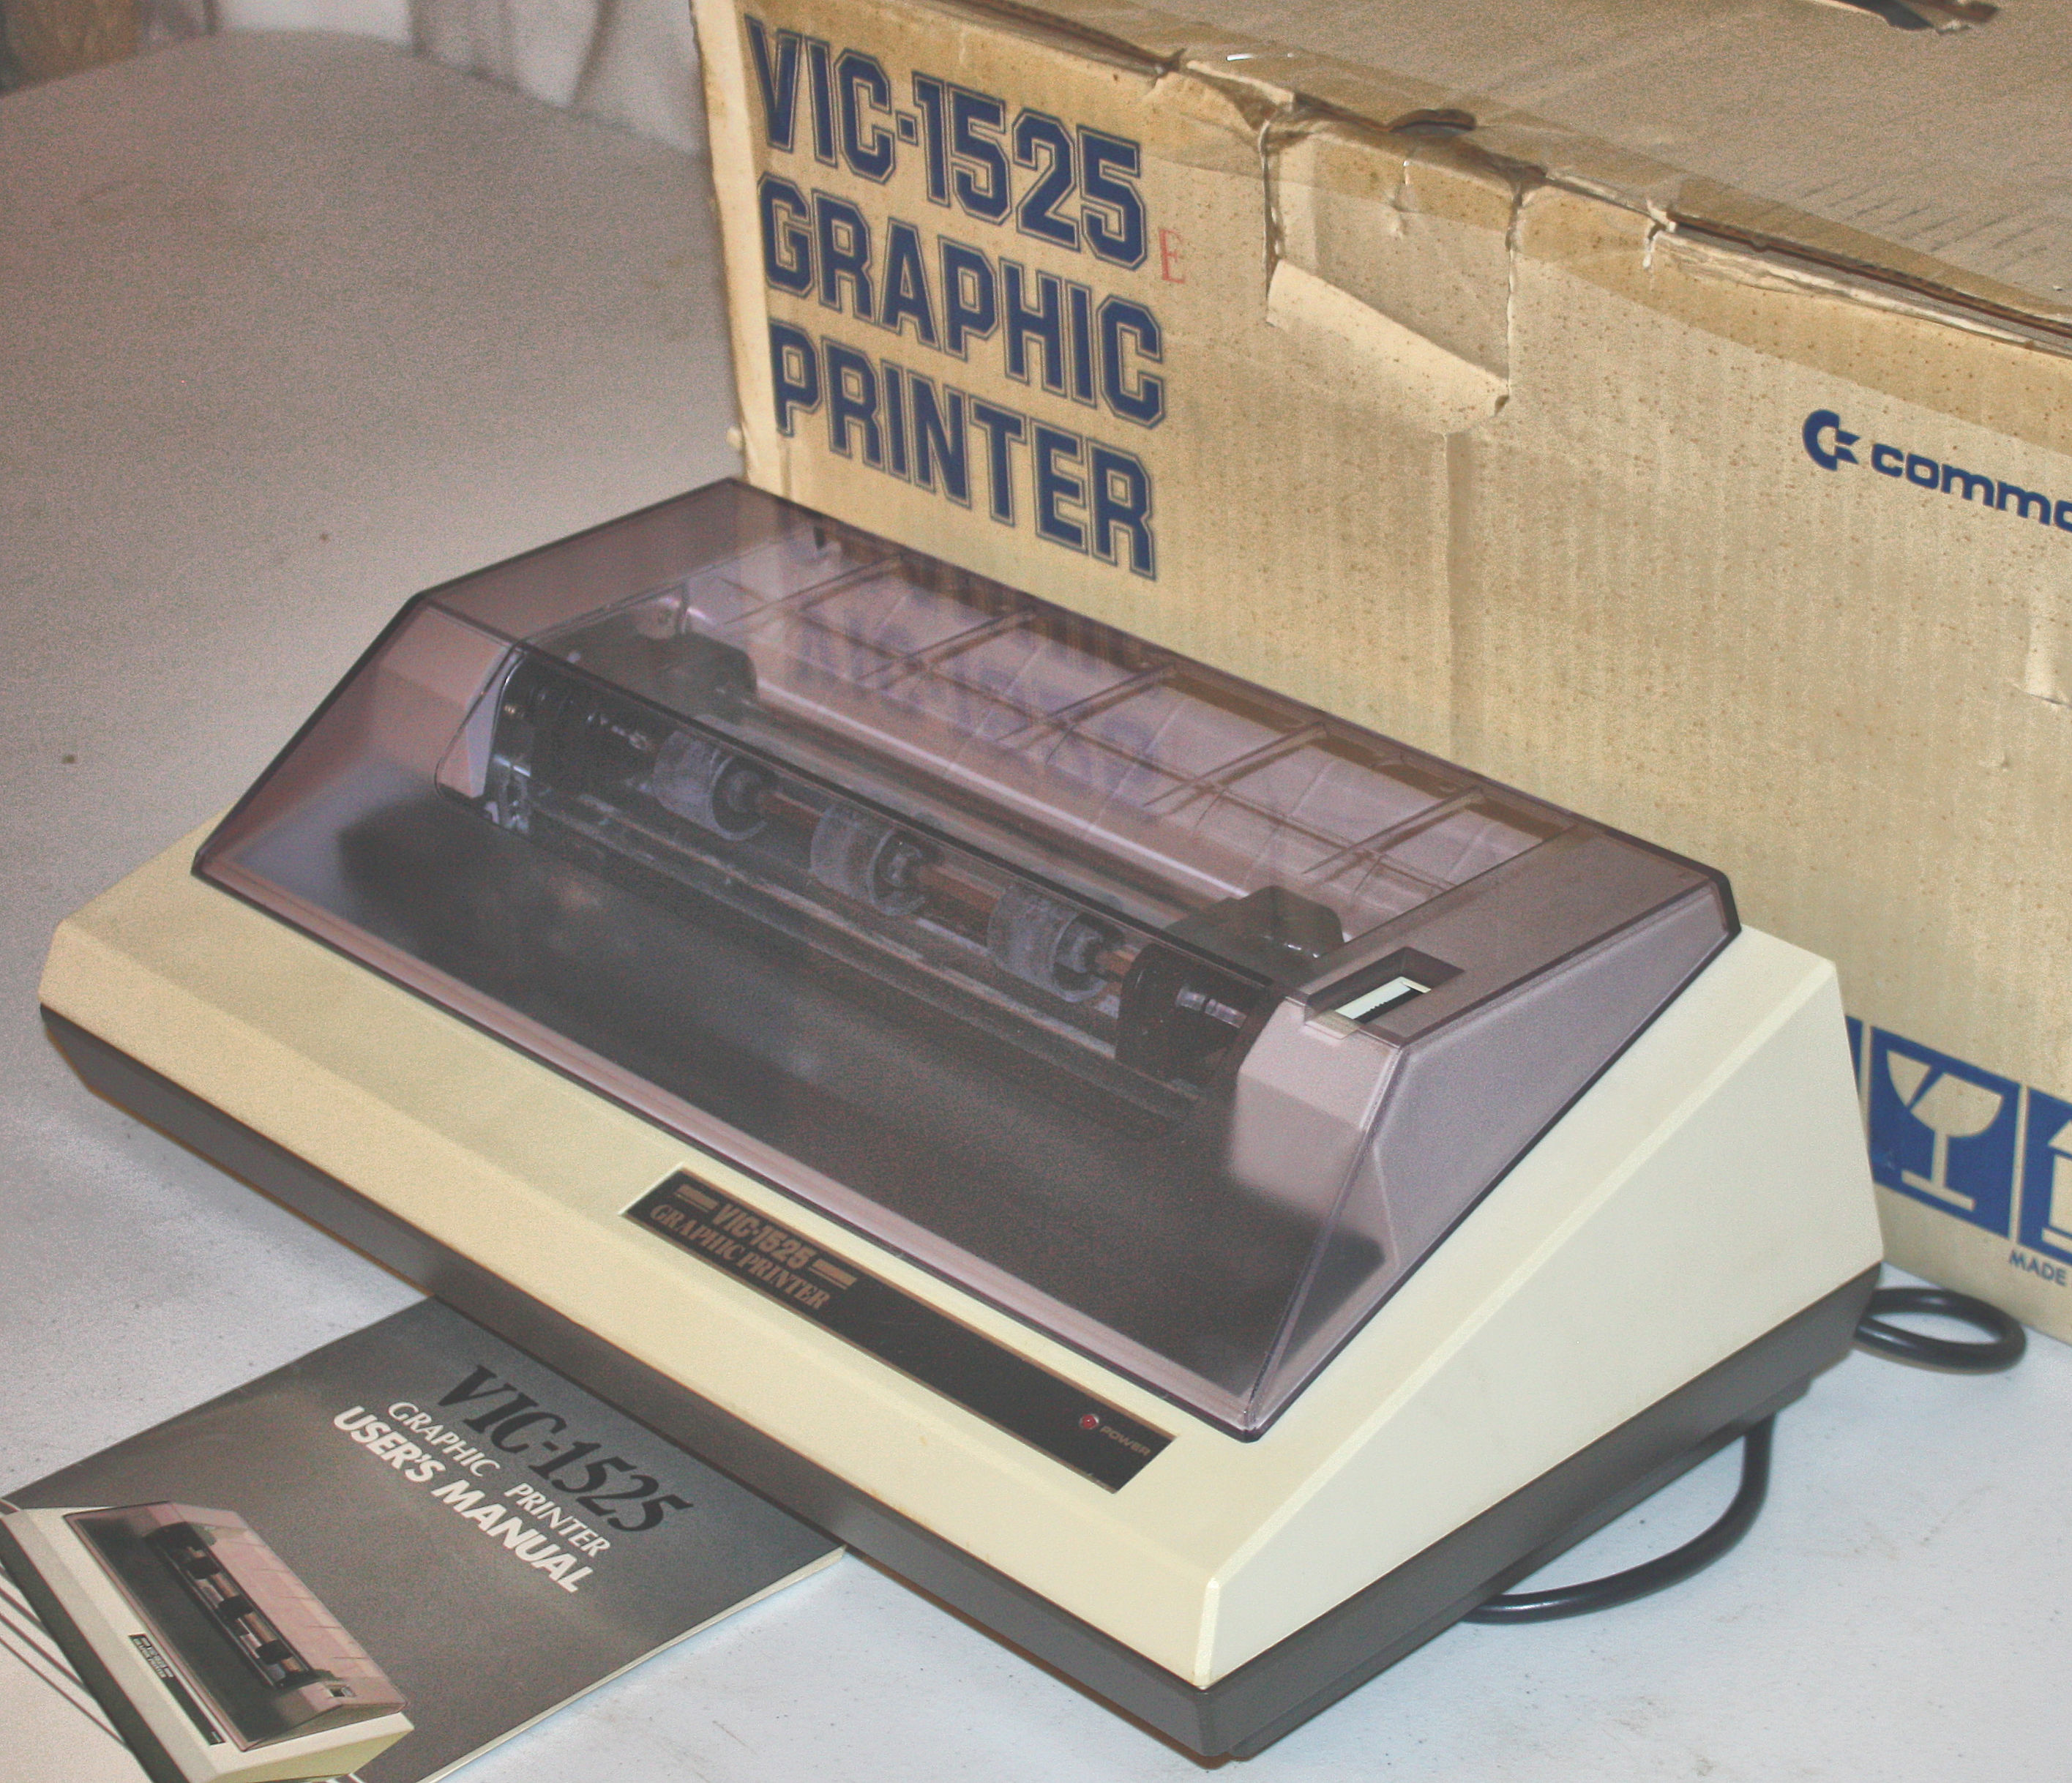 VIC-1525
E
GRAPHIC
PRINTER
commo
MADE
VIC-1525
GRAPHIC PRINTER
POWER
VIC-1525
GRAPHIC PRINTER
USER'S MANUAL